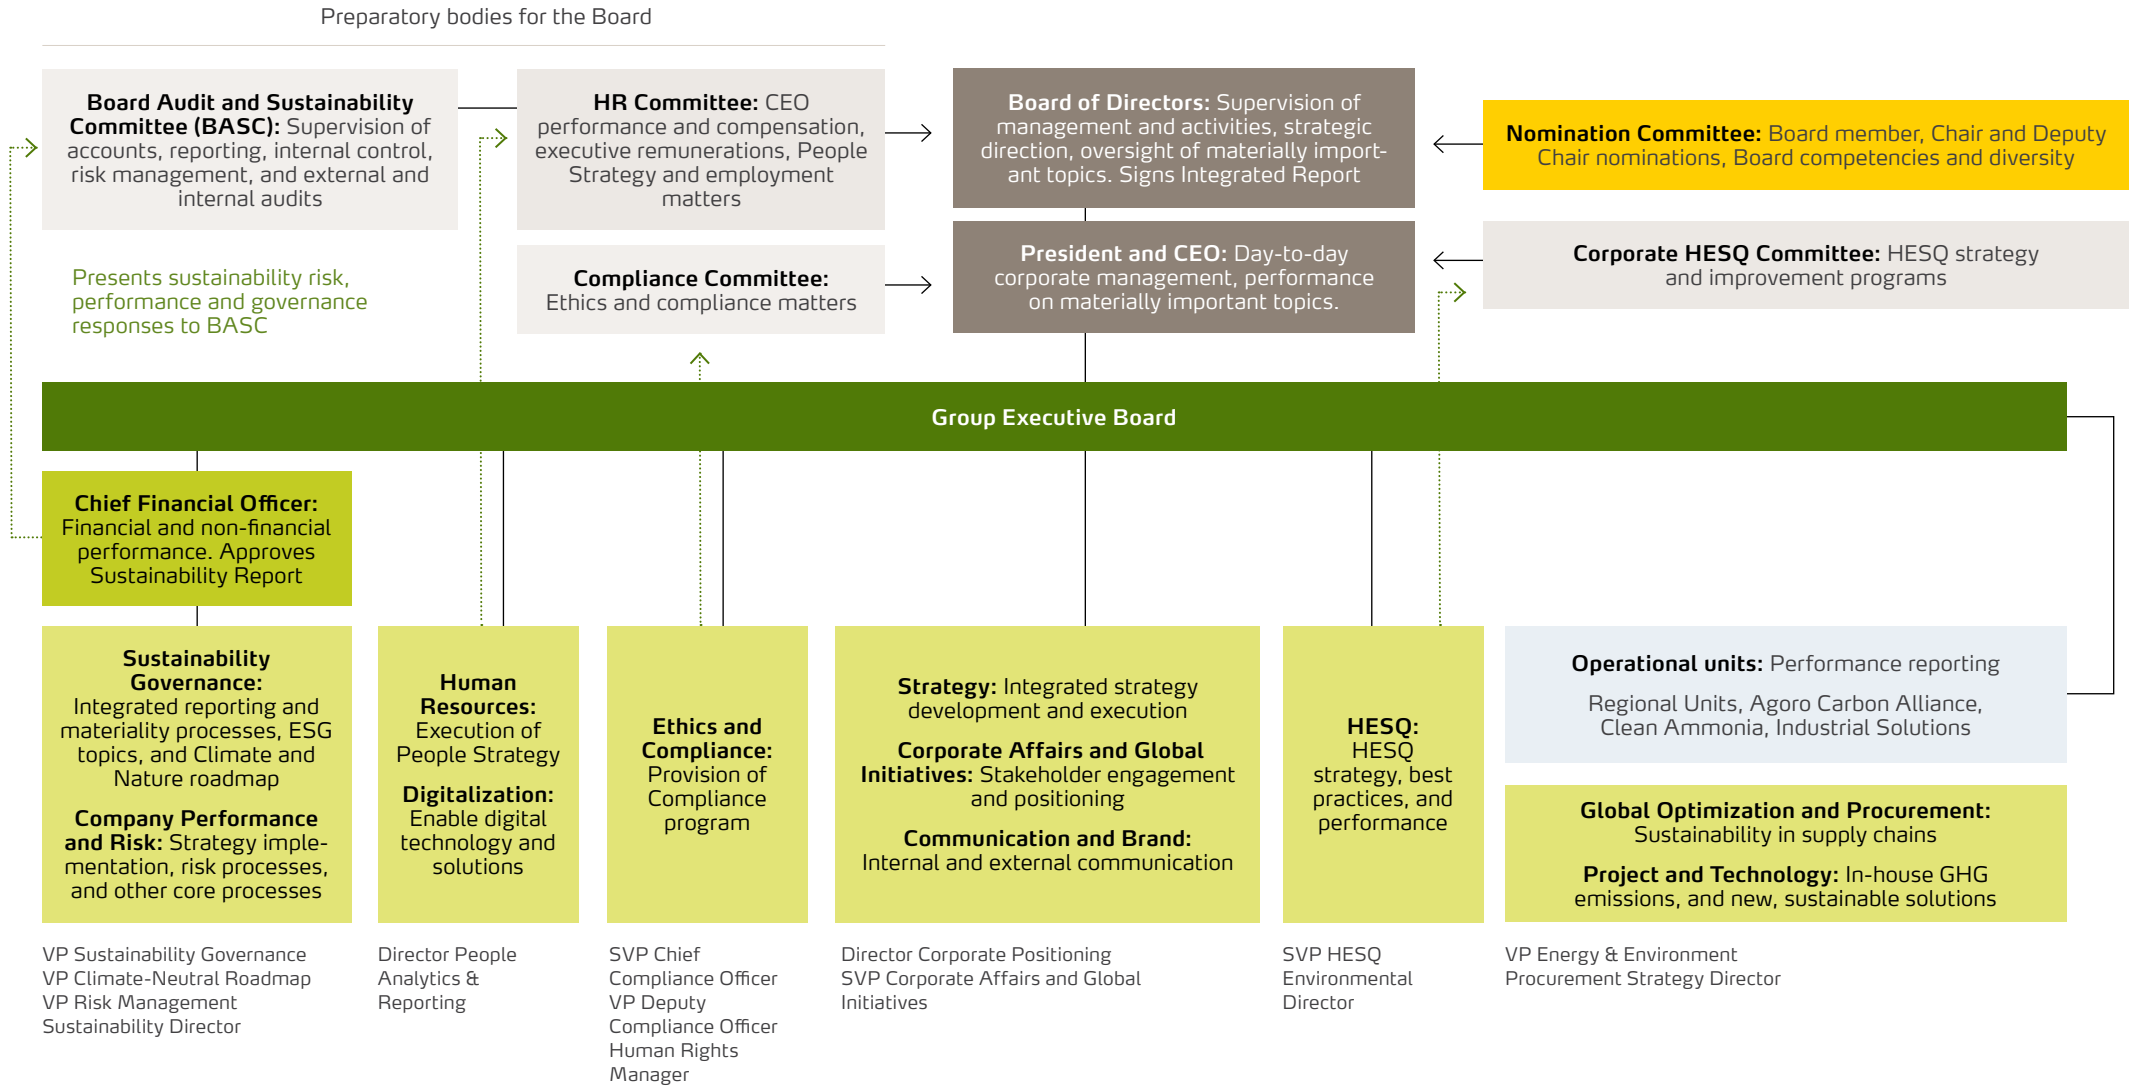 Preparatory bodies for the Board
Board Audit and Sustainability
Committee (BASC): Supervision of
accounts, reporting, internal control,
risk management, and external and
internal audits
HR Committee: CEO
performance and compensation,
executive remunerations, People
Strategy and employment
matters
Board of Directors: Supervision of
management and activities, strategic
direction, oversight of materially import-
ant topics. Signs Integrated Report
Nomination Committee: Board member, Chair and Deputy
Chair nominations, Board competencies and diversity
Presents sustainability risk,
performance and governance
responses to BASC
Compliance Committee:
Ethics and compliance matters
President and CEO: Day-to-day
corporate management, performance
on materially important topics.
Corporate HESQ Committee: HESQ strategy
and improvement programs
Group Executive Board
Chief Financial Officer:
Financial and non-financial
performance. Approves
Sustainability Report
Sustainability
Governance:
Integrated reporting and
materiality processes, ESG
topics, and Climate and
Nature roadmap
Company Performance
and Risk: Strategy imple-
mentation, risk processes,
and other core processes
Human
Resources:
Execution of
People Strategy
Digitalization:
Enable digital
technology and
solutions
Ethics and
Compliance:
Provision of
Compliance
program
Strategy: Integrated strategy
development and execution
Corporate Affairs and Global
Initiatives: Stakeholder engagement
and positioning
Communication and Brand:
Internal and external communication
HESQ:
HESQ
strategy, best
practices, and
performance
Operational units: Performance reporting
Regional Units, Agoro Carbon Alliance,
Clean Ammonia, Industrial Solutions
Global Optimization and Procurement:
Sustainability in supply chains
Project and Technology: In-house GHG
emissions, and new, sustainable solutions
VP Sustainability Governance
VP Climate-Neutral Roadmap
VP Risk Management
Sustainability Director
Director People
Analytics &
Reporting
SVP Chief
Compliance Officer
VP Deputy
Compliance Officer
Human Rights
Manager
Director Corporate Positioning
SVP Corporate Affairs and Global
Initiatives
SVP HESQ
Environmental
Director
VP Energy & Environment
Procurement Strategy Director